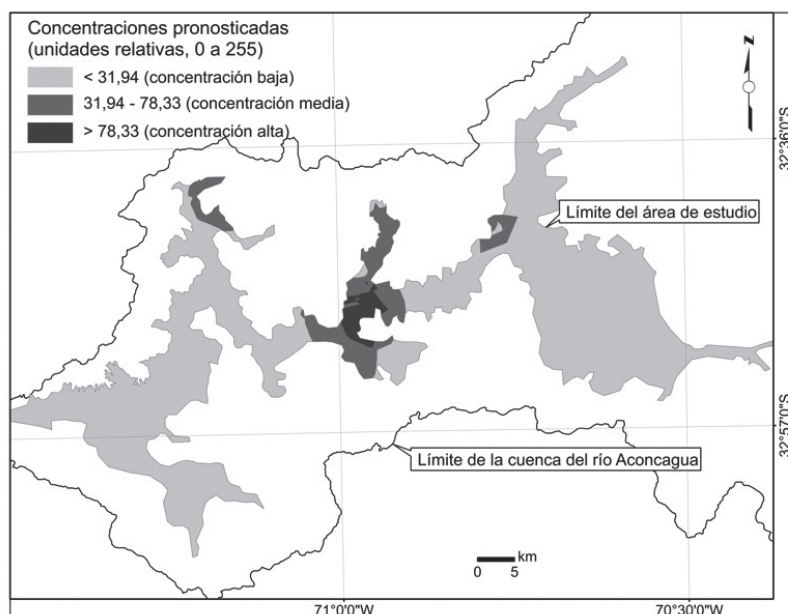 Concentraciones pronosticadas
(unidades relativas, 0 a 255)
< 31,94 (concentración baja)
31,94 - 78,33 (concentración media)
> 78,33 (concentración alta)
z
32°36'0"S
Límite del área de estudio
32°57'0"S
Límite de la cuenca del río Aconcagua
km
0 5
71°0'0"W
70°30'0"W